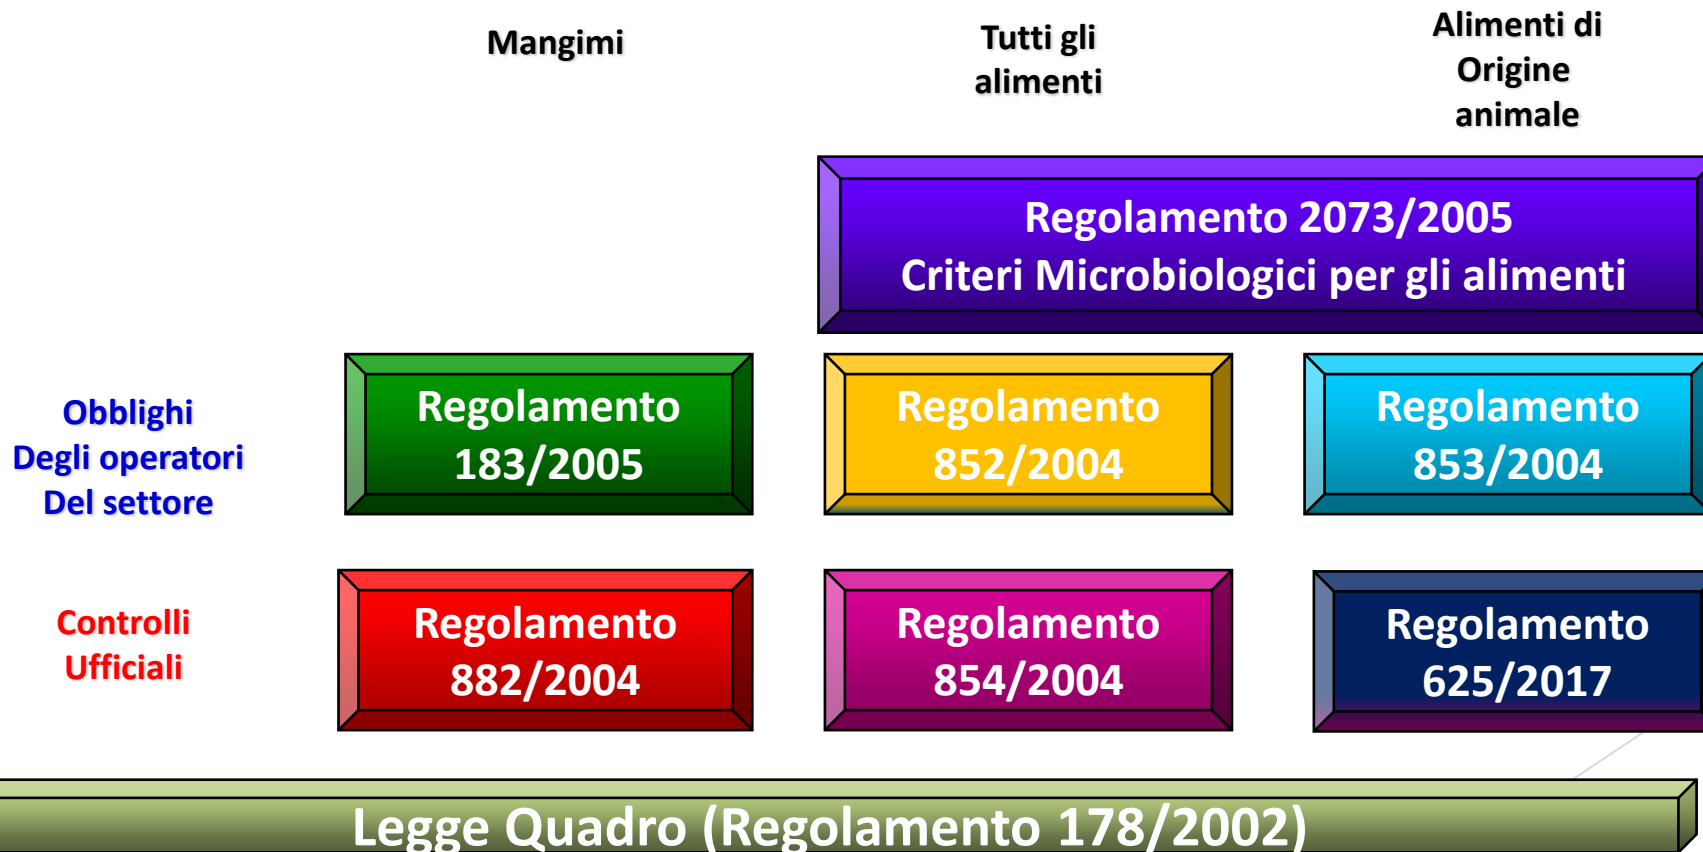 Mangimi
Tutti gli
alimenti
Alimenti di
Origine
animale
Regolamento 2073/2005
Criteri Microbiologici per gli alimenti
Obblighi
Degli operatori
Del settore
Regolamento
183/2005
Regolamento
852/2004
Regolamento
853/2004
Controlli
Ufficiali
Regolamento
882/2004
Regolamento
854/2004
Regolamento
625/2017
Legge Quadro (Regolamento 178/2002)